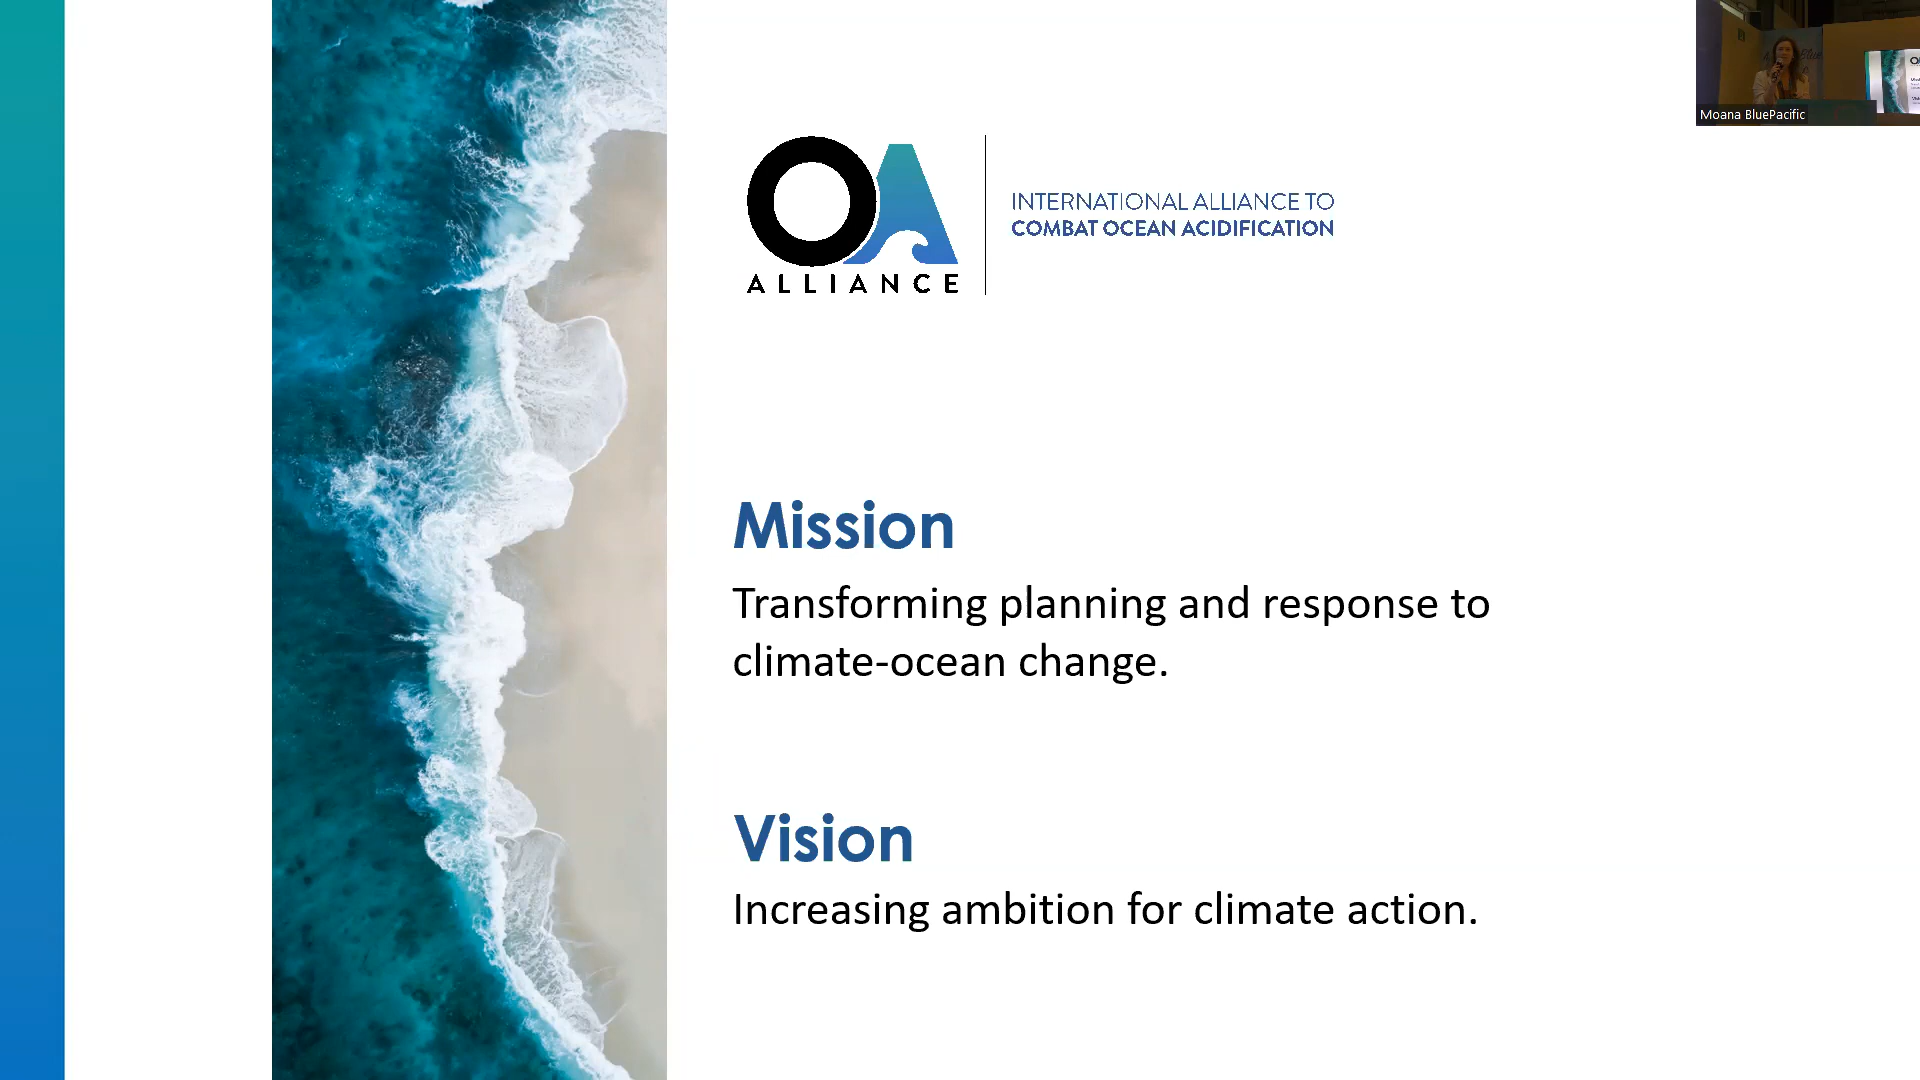 OA
ALLIANCE
INTERNATIONAL ALLIANCE TO
COMBAT OCEAN ACIDIFICATION
Mission
Transforming planning and response to
climate-ocean change.
Vision
Increasing ambition for climate action.
Moana BluePacific